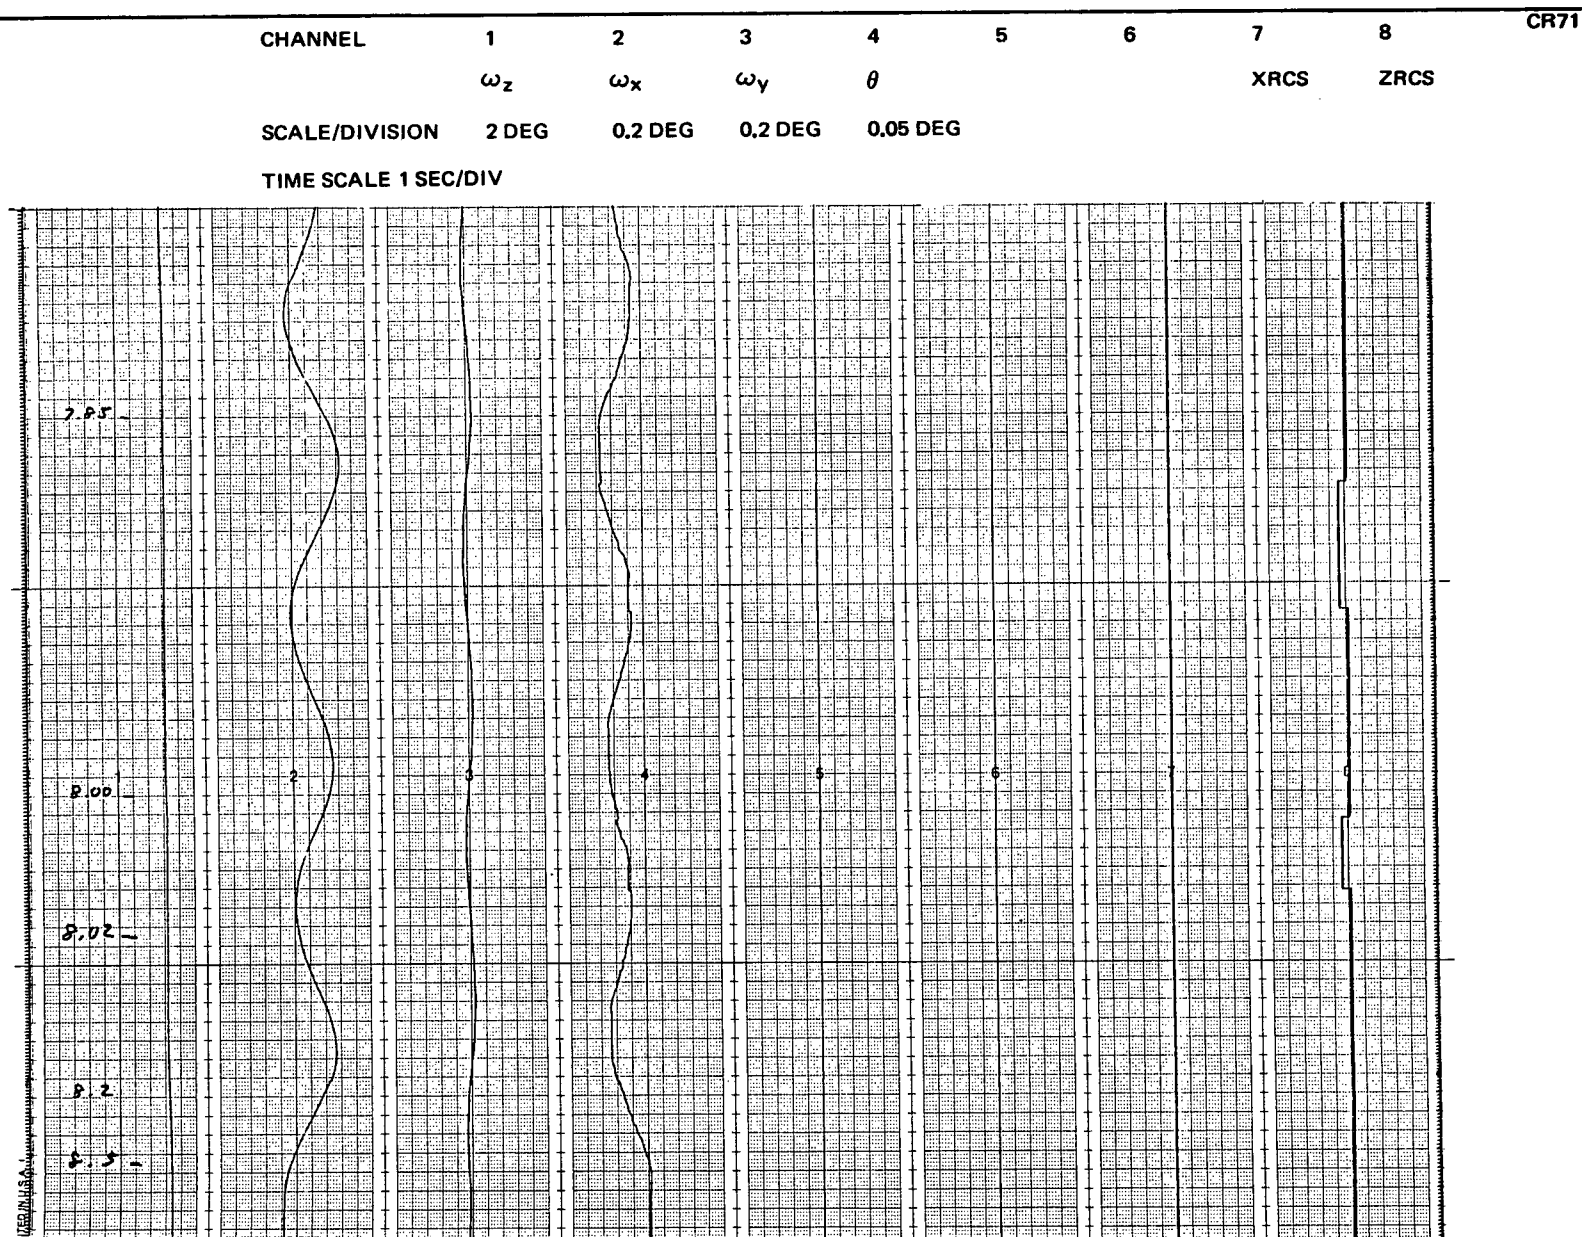 CR71
CHANNEL 1 2 3 4 5 6 7 8
ωz ωx ωy θ XRCS ZRCS
SCALE/DIVISION 2 DEG 0.2 DEG 0.2 DEG 0.05 DEG
TIME SCALE 1 SEC/DIV
7.85
2 3 4 5 6
8.00
8.02
8.2